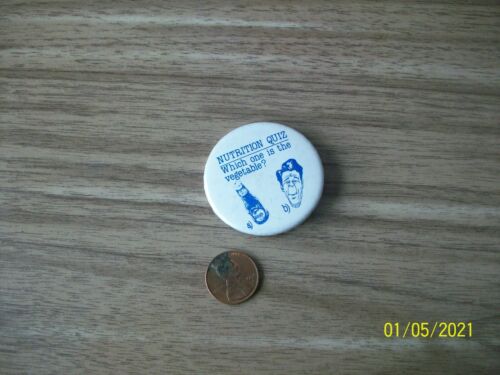 NUTRITION QUIZ
Which one is the
vegetable?
a)
b)
01/05/2021